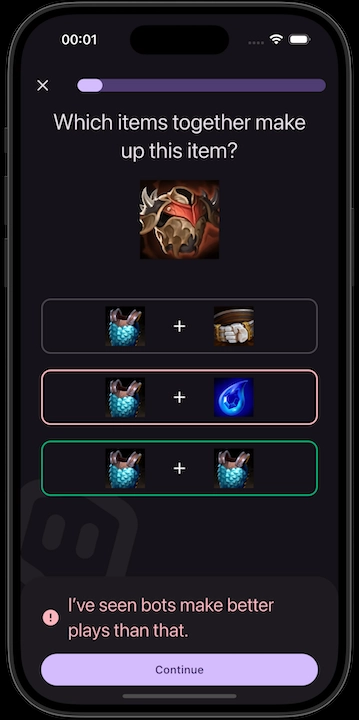 00:01
Which items together make
up this item?
+
+
+
I've seen bots make better
plays than that.
Continue